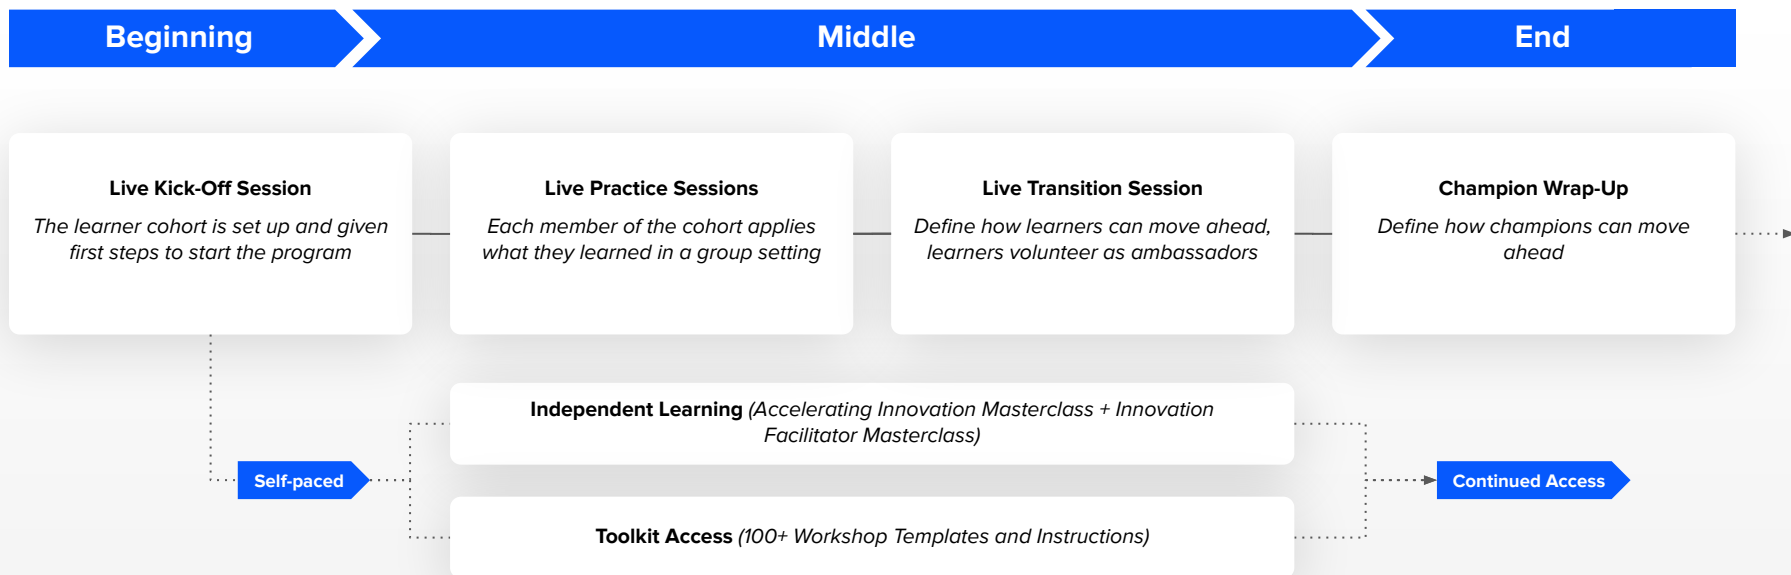 Beginning
Middle
End
Live Kick-Off Session
The learner cohort is set up and given
first steps to start the program
Live Practice Sessions
Each member of the cohort applies
what they learned in a group setting
Live Transition Session
Define how learners can move ahead,
learners volunteer as ambassadors
Champion Wrap-Up
Define how champions can move
ahead
Independent Learning (Accelerating Innovation Masterclass + Innovation
Facilitator Masterclass)
Self-paced
Continued Access
Toolkit Access (100+ Workshop Templates and Instructions)